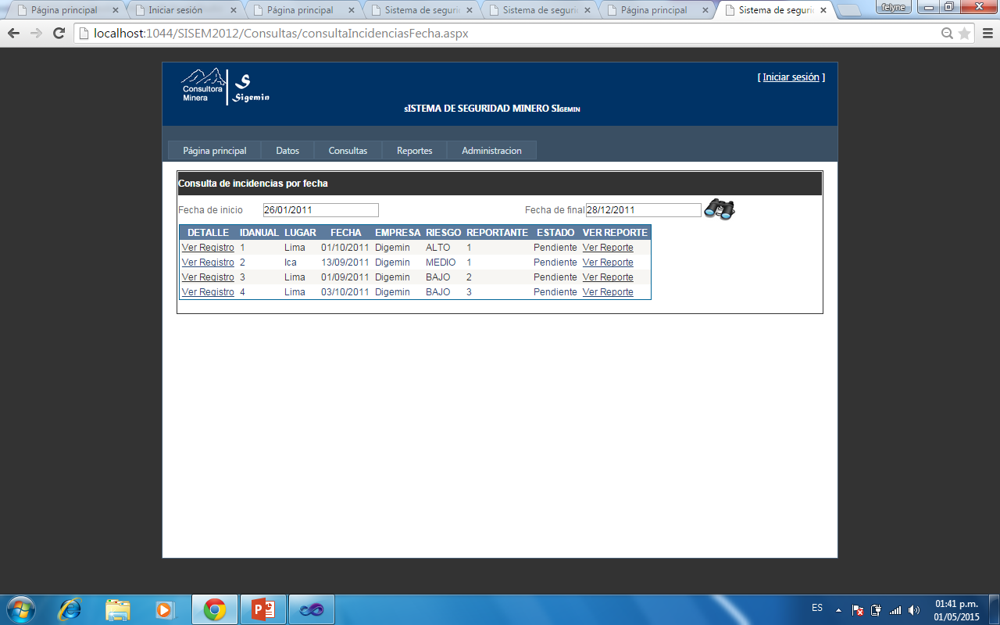 Página principal
Iniciar sesión
Página principal
Sistema de seguri
Sistema de seguri
Página principal
Sistema de seguri
felyne
localhost:1044/SISEM2012/Consultas/consultaIncidenciasFecha.aspx
Consultora Minera
S
Sigemin
[ Iniciar sesión ]
sISTEMA DE SEGURIDAD MINERO SIGEMIN
Página principal Datos Consultas Reportes Administracion
Consulta de incidencias por fecha
Fecha de inicio 26/01/2011 Fecha de final 28/12/2011
DETALLE IDANUAL LUGAR FECHA EMPRESA RIESGO REPORTANTE ESTADO VER REPORTE
Ver Registro 1 Lima 01/10/2011 Digemin ALTO 1 Pendiente Ver Reporte
Ver Registro 2 Ica 13/09/2011 Digemin MEDIO 1 Pendiente Ver Reporte
Ver Registro 3 Lima 01/09/2011 Digemin BAJO 2 Pendiente Ver Reporte
Ver Registro 4 Lima 03/10/2011 Digemin BAJO 3 Pendiente Ver Reporte
ES
01:41 p.m.
01/05/2015